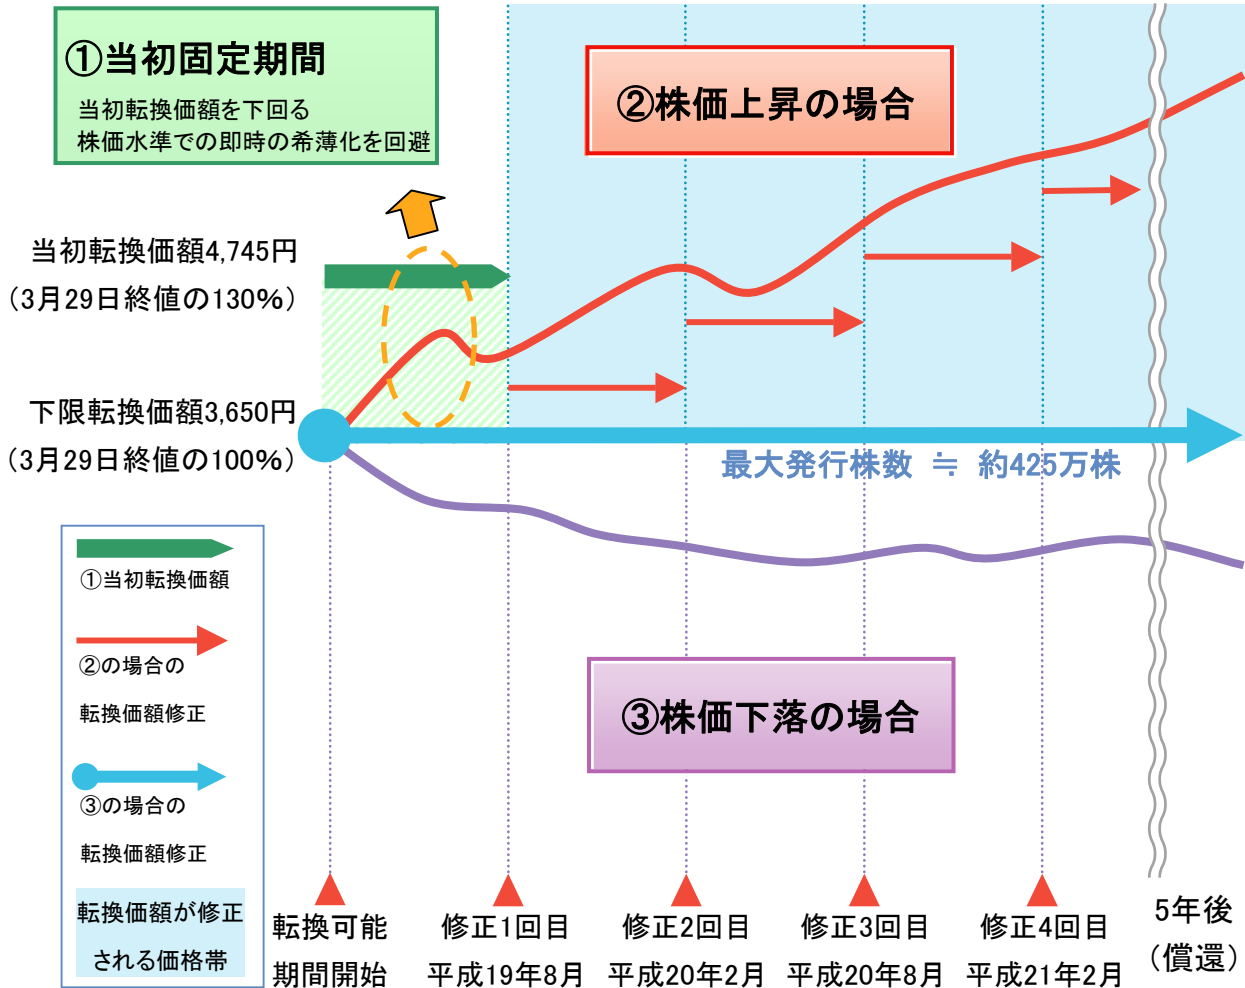 ①当初固定期間
当初転換価額を下回る
株価水準での即時の希薄化を回避
②株価上昇の場合
当初転換価額4,745円
（3月29日終値の130%）
下限転換価額3,650円
（3月29日終値の100%）
最大発行株数 ≒ 約425万株
③株価下落の場合
①当初転換価額
②の場合の
転換価額修正
③の場合の
転換価額修正
転換価額が修正
される価格帯
転換可能
期間開始
修正1回目
平成19年8月
修正2回目
平成20年2月
修正3回目
平成20年8月
修正4回目
平成21年2月
5年後
（償還）